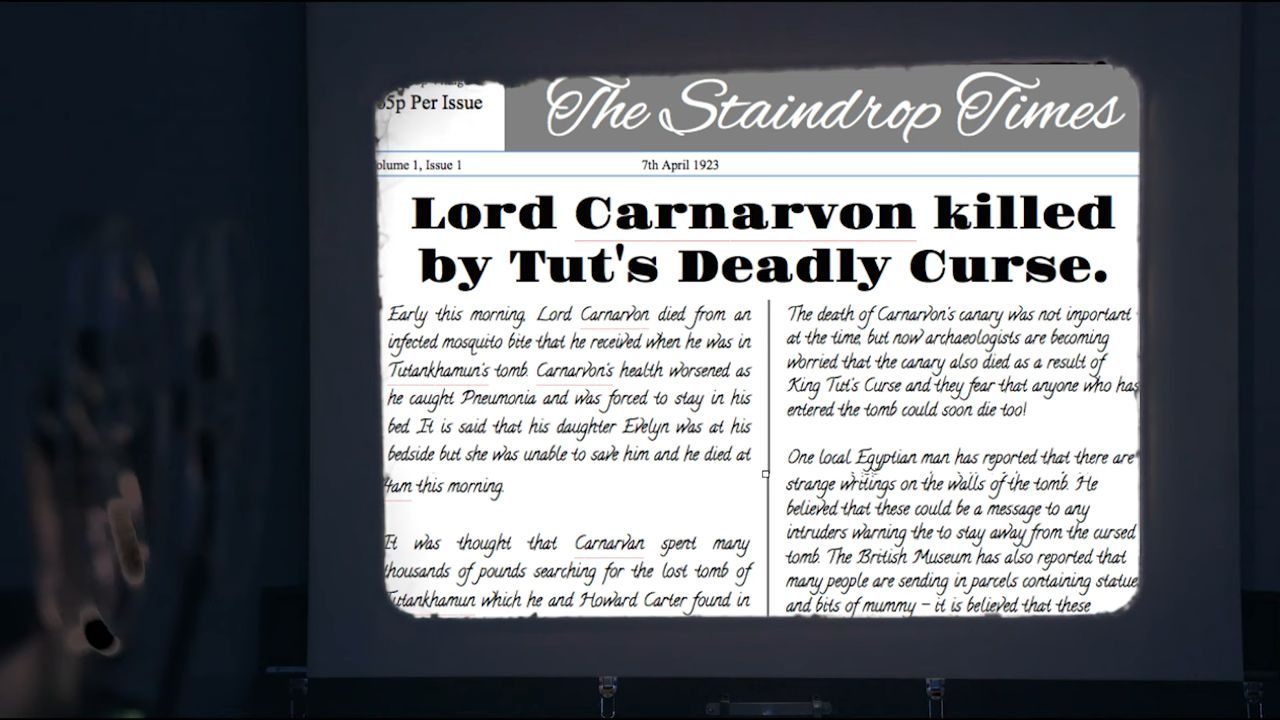 65p Per Issue
The Staindrop Times
olume 1, Issue 1
7th April 1923
Lord Carnarvon killed
by Tut's Deadly Curse.
Early this morning. Lord Carnarvon died from an
infected mosquito bite that he received when he was in
Tutankhamun's tomb. Carnarvon's health worsened as
he caught Pneumonia and was forced to stay in his
bed. It is said that his daughter Evelyn was at his
bedside but she was unable to save him and he died at
4am this morning.
It was thought that Carnarvan spent many
thousands of pounds searching for the lost tomb of
Tutankhamun which he and Howard Carter found in
The death of Carnarvon's canary was not important
at the time, but now archaeologists are becoming
worried that the canary also died as a result of
King Tut's Curse and they fear that anyone who has
entered the tomb could soon die too!
One local Egyptian man has reported that there are
strange writings on the walls of the tomb. He
believed that these could be a message to any
intruders warning the to stay away from the cursed
tomb. The British Museum has also reported that
many people are sending in parcels containing statue
and bits of mummy – it is believed that these